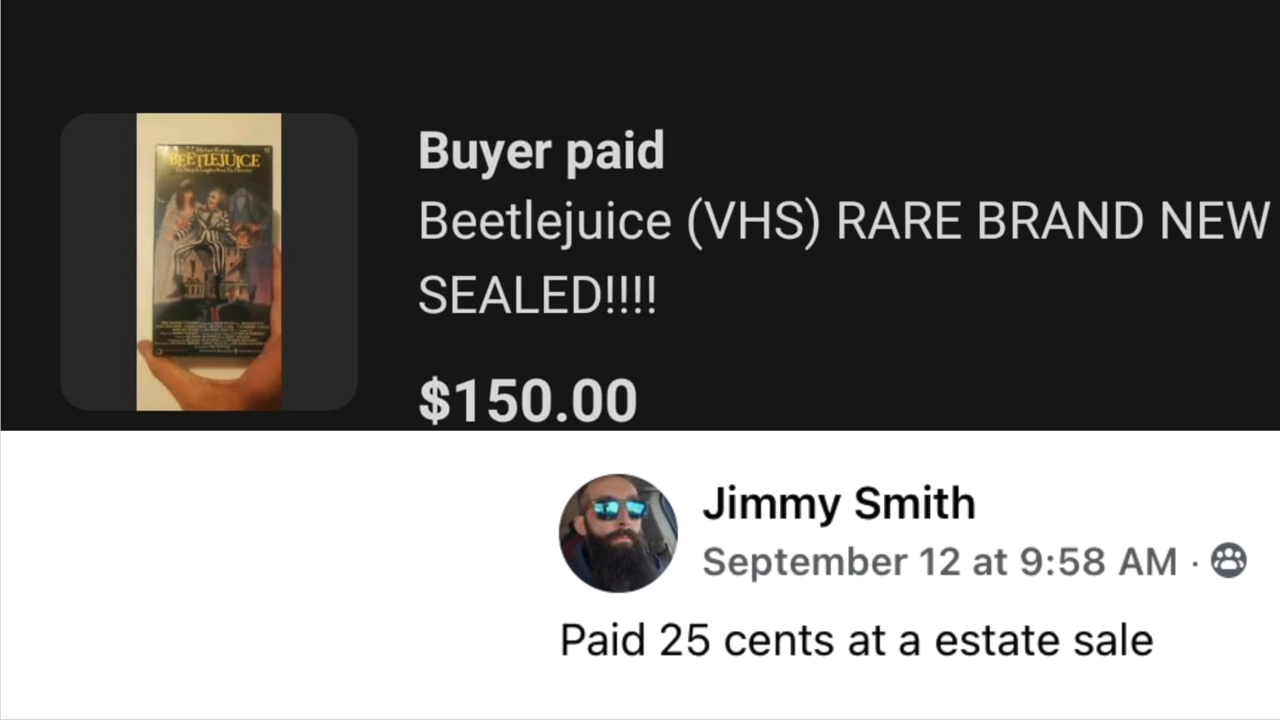 BEETLEJUICE
Buyer paid
Beetlejuice (VHS) RARE BRAND NEW
SEALED!!!!
$150.00
Jimmy Smith
September 12 at 9:58 AM ·
Paid 25 cents at a estate sale